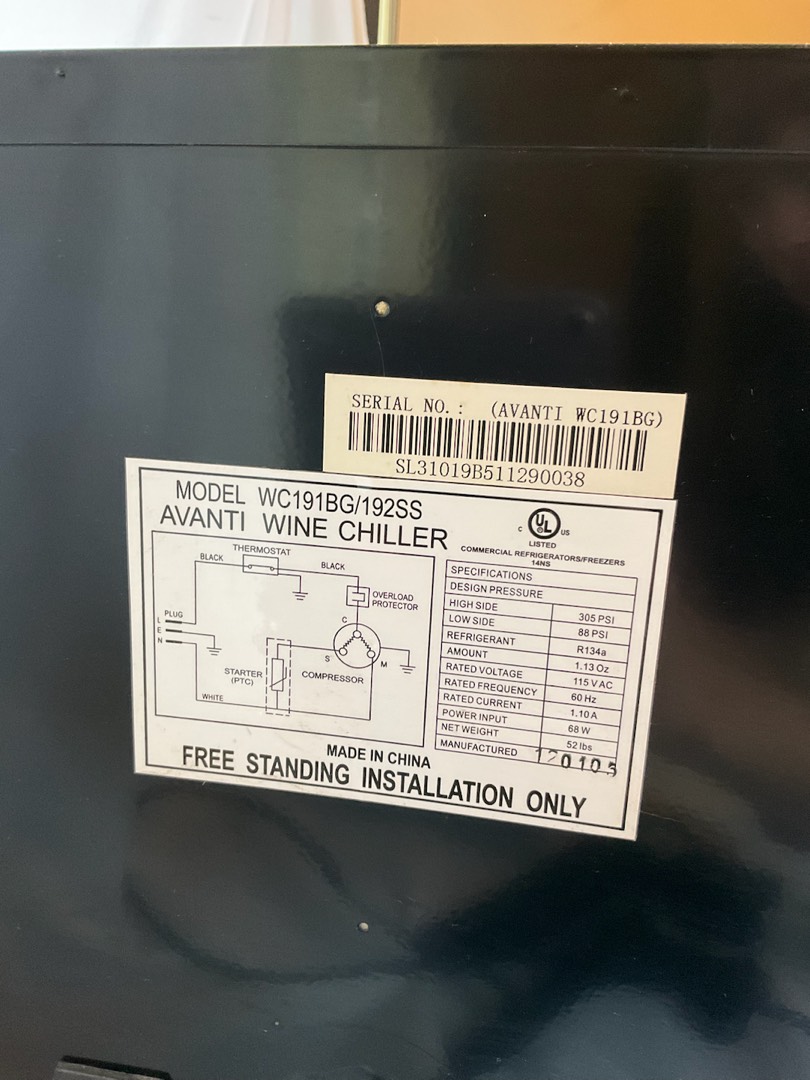 SERIAL NO.: (AVANTI WC191BG)
SL31019B511290038
MODEL WC191BG/192SS
AVANTI WINE CHILLER
C UL US
LISTED
COMMERCIAL REFRIGERATORS/FREEZERS
14NS
THERMOSTAT
BLACK
BLACK
OVERLOAD
PROTECTOR
PLUG
L
E
N
C
S
M
STARTER
(PTC)
COMPRESSOR
WHITE
SPECIFICATIONS
DESIGN PRESSURE
HIGH SIDE 305 PSI
LOW SIDE 88 PSI
REFRIGERANT R134a
AMOUNT 1.13 Oz
RATED VOLTAGE 115 V AC
RATED FREQUENCY 60 Hz
RATED CURRENT 1.10 A
POWER INPUT 68 W
NET WEIGHT 52 lbs
MANUFACTURED 120105
MADE IN CHINA
FREE STANDING INSTALLATION ONLY